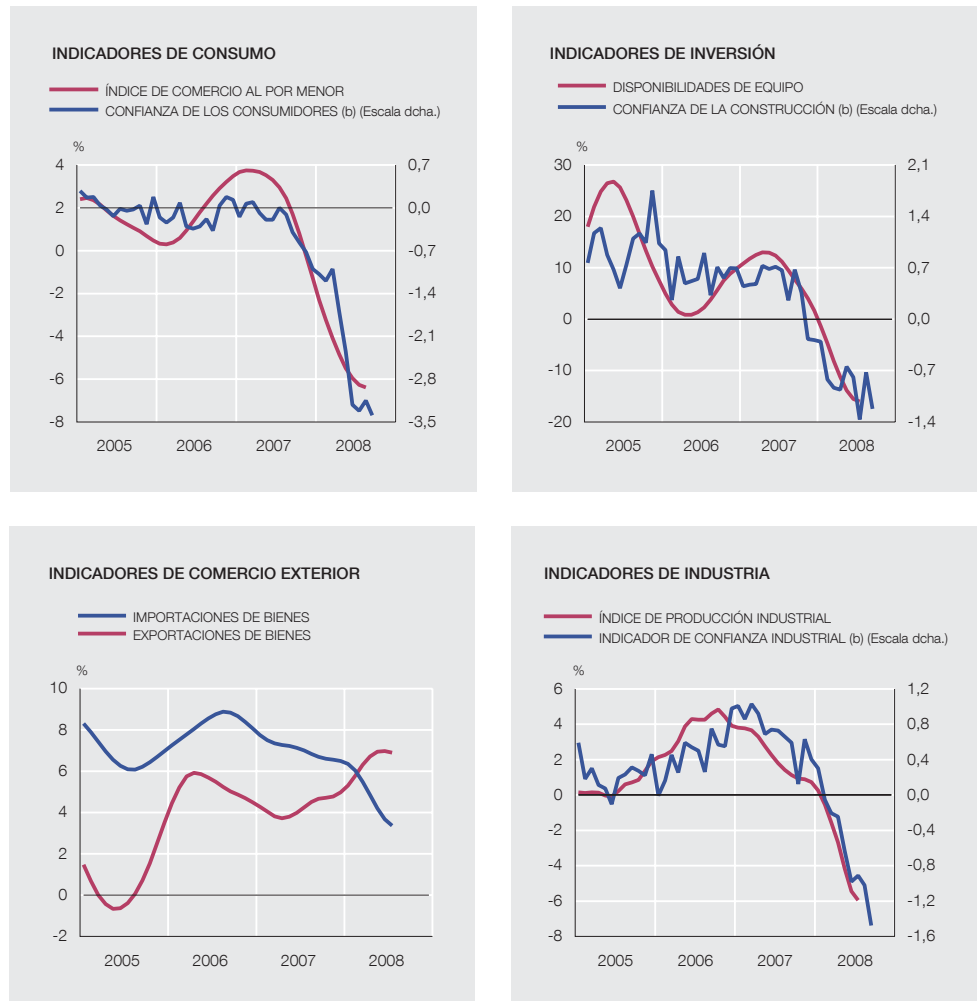 INDICADORES DE CONSUMO
ÍNDICE DE COMERCIO AL POR MENOR
CONFIANZA DE LOS CONSUMIDORES (b) (Escala dcha.)
%
4 0,7
2 0,0
0 -0,7
-2 -1,4
-4 -2,1
-6 -2,8
-8 -3,5
2005 2006 2007 2008
INDICADORES DE INVERSIÓN
DISPONIBILIDADES DE EQUIPO
CONFIANZA DE LA CONSTRUCCIÓN (b) (Escala dcha.)
%
30 2,1
20 1,4
10 0,7
0 0,0
-10 -0,7
-20 -1,4
2005 2006 2007 2008
INDICADORES DE COMERCIO EXTERIOR
IMPORTACIONES DE BIENES
EXPORTACIONES DE BIENES
%
10
8
6
4
2
0
-2
2005 2006 2007 2008
INDICADORES DE INDUSTRIA
ÍNDICE DE PRODUCCIÓN INDUSTRIAL
INDICADOR DE CONFIANZA INDUSTRIAL (b) (Escala dcha.)
%
6 1,2
4 0,8
2 0,4
0 0,0
-2 -0,4
-4 -0,8
-6 -1,2
-8 -1,6
2005 2006 2007 2008